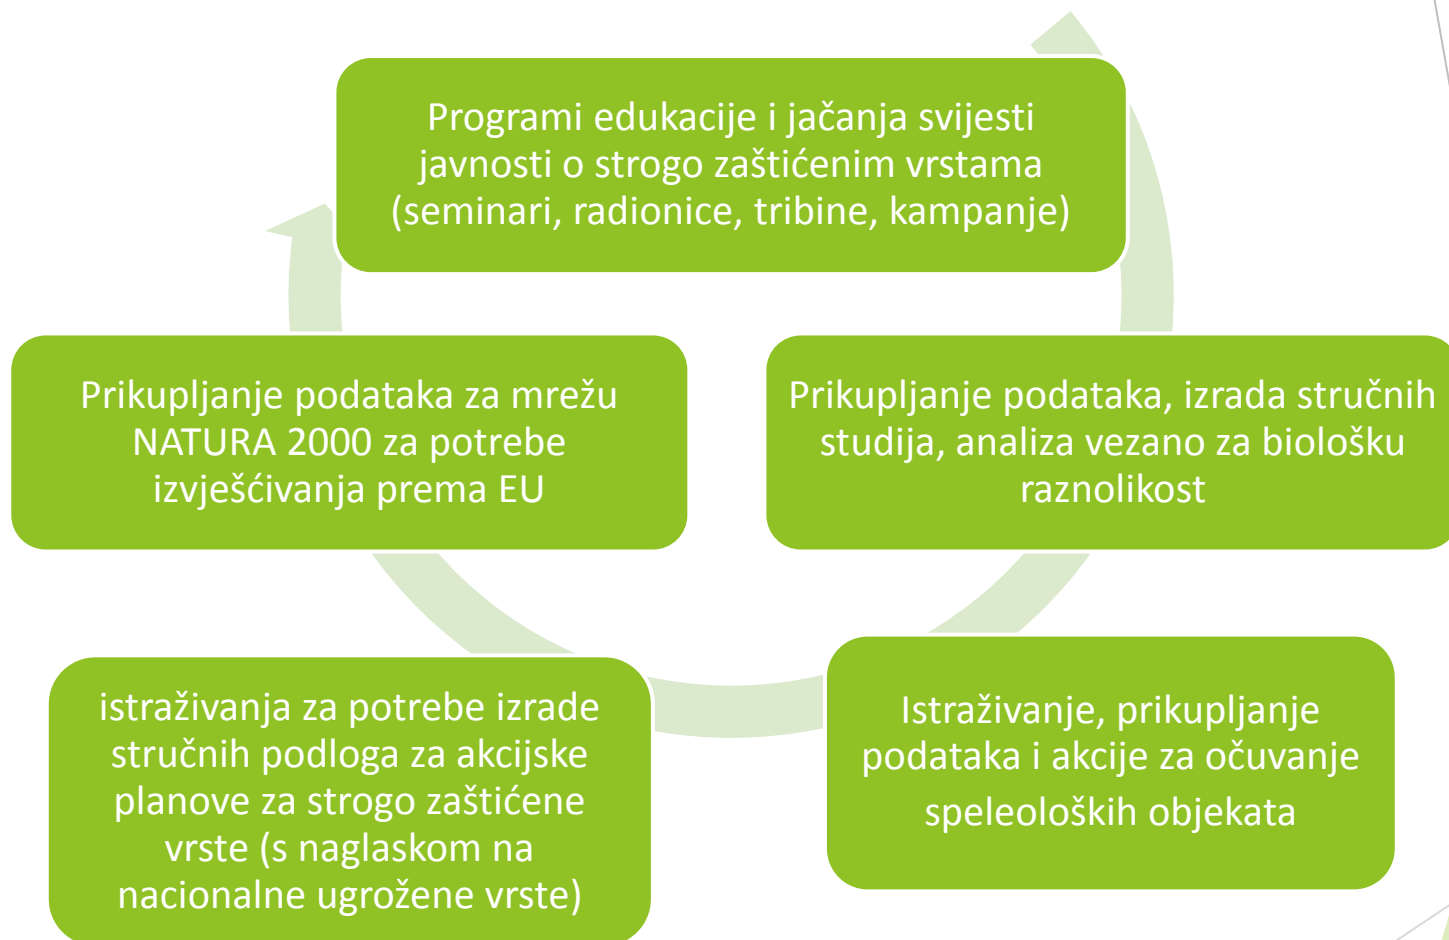 Programi edukacije i jačanja svijesti
javnosti o strogo zaštićenim vrstama
(seminari, radionice, tribine, kampanje)
Prikupljanje podataka za mrežu
NATURA 2000 za potrebe
izvješćivanja prema EU
Prikupljanje podataka, izrada stručnih
studija, analiza vezano za biološku
raznolikost
istraživanja za potrebe izrade
stručnih podloga za akcijske
planove za strogo zaštićene
vrste (s naglaskom na
nacionalne ugrožene vrste)
Istraživanje, prikupljanje
podataka i akcije za očuvanje
speleoloških objekata